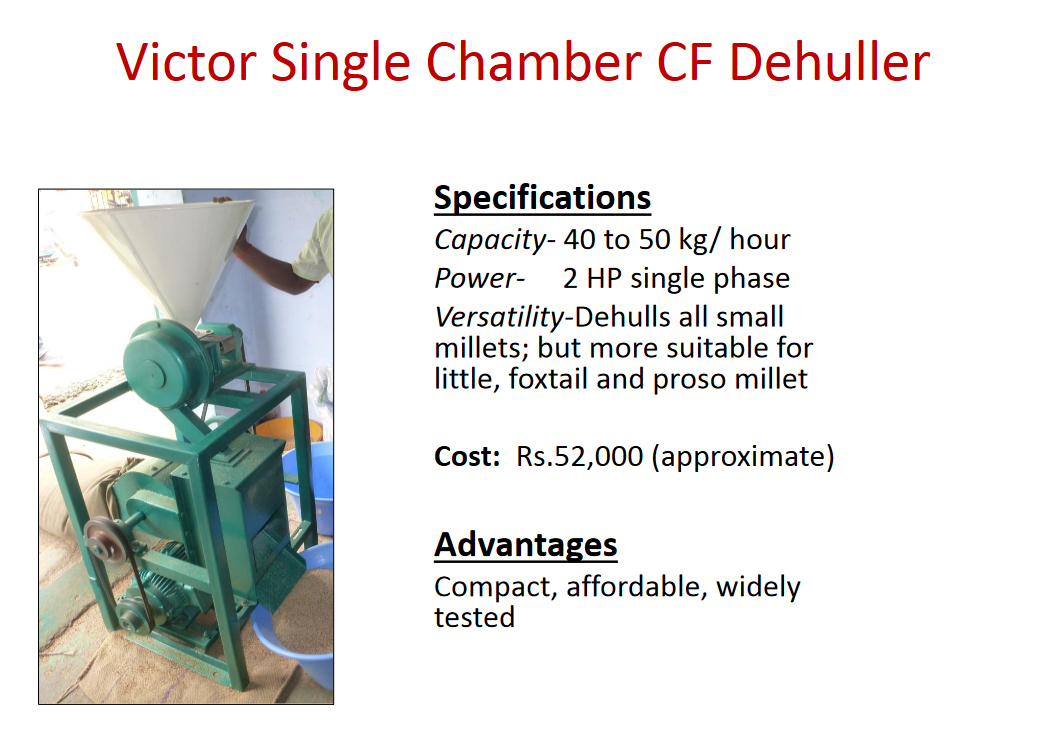 Victor Single Chamber CF Dehuller
Specifications
Capacity- 40 to 50 kg/ hour
Power- 2 HP single phase
Versatility-Dehulls all small
millets; but more suitable for
little, foxtail and proso millet
Cost: Rs.52,000 (approximate)
Advantages
Compact, affordable, widely
tested